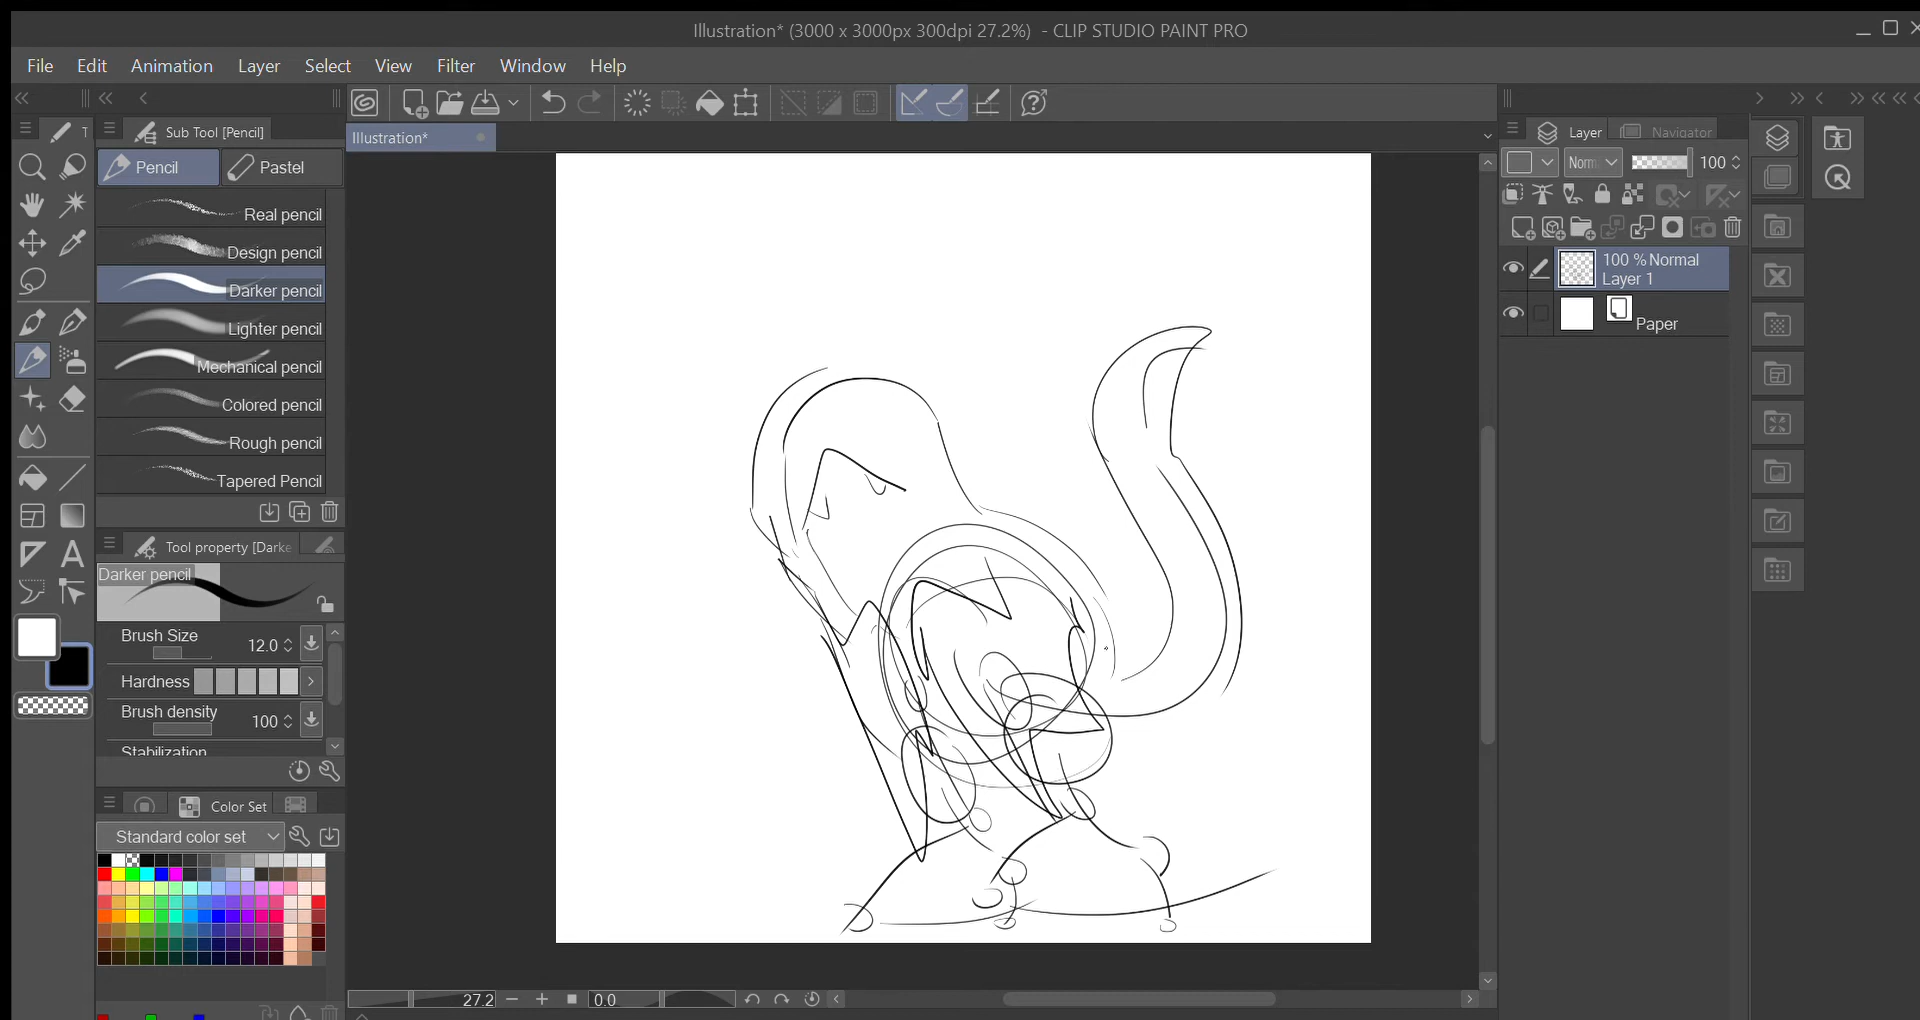 Illustration* (3000 x 3000px 300dpi 27.2%) - CLIP STUDIO PAINT PRO
File Edit Animation Layer Select View Filter Window Help
Illustration*
T
Sub Tool [Pencil]
Pencil Pastel
Real pencil
Design pencil
Darker pencil
Lighter pencil
Mechanical pencil
Colored pencil
Rough pencil
Tapered Pencil
Tool property [Darke
Darker pencil
Brush Size 12.0
Hardness
Brush density 100
Stabilization
Color Set
Standard color set
27.2 0.0
Layer Navigator
Norm 100
100 % Normal
Layer 1
Paper